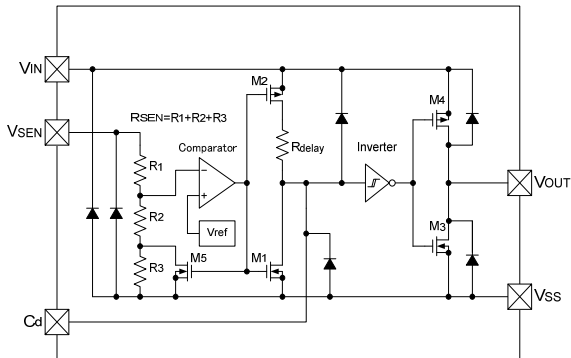 VIN
M2
M4
RSEN=R1+R2+R3
VSEN
Comparator
Rdelay
Inverter
R1
−
+
R2
VOUT
Vref
M5
M1
M3
R3
VSS
Cd